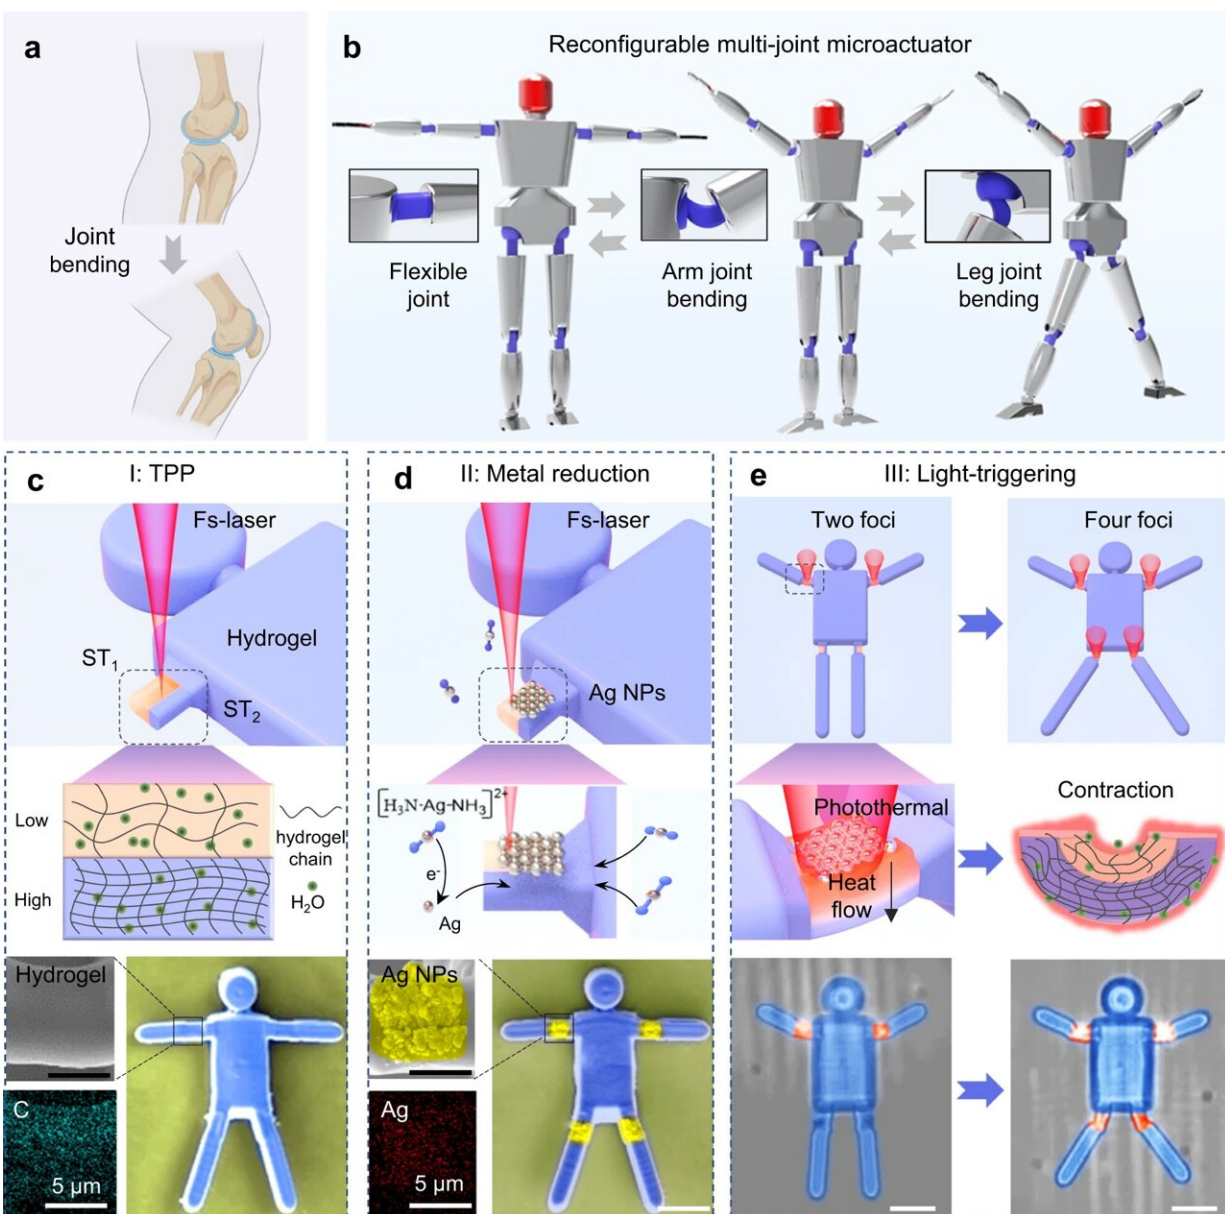 a
Joint
bending
b
Reconfigurable multi-joint microactuator
Flexible
joint
Arm joint
bending
Leg joint
bending
c
I: TPP
Fs-laser
Hydrogel
ST₁
ST₂
Low
High
hydrogel
chain
H₂O
Hydrogel
C
5 μm
d
II: Metal reduction
Fs-laser
Ag NPs
[H₃N-Ag-NH₃]²⁺
e⁻
Ag
Ag NPs
Ag
5 μm
e
III: Light-triggering
Two foci
Four foci
Photothermal
Heat
flow
Contraction